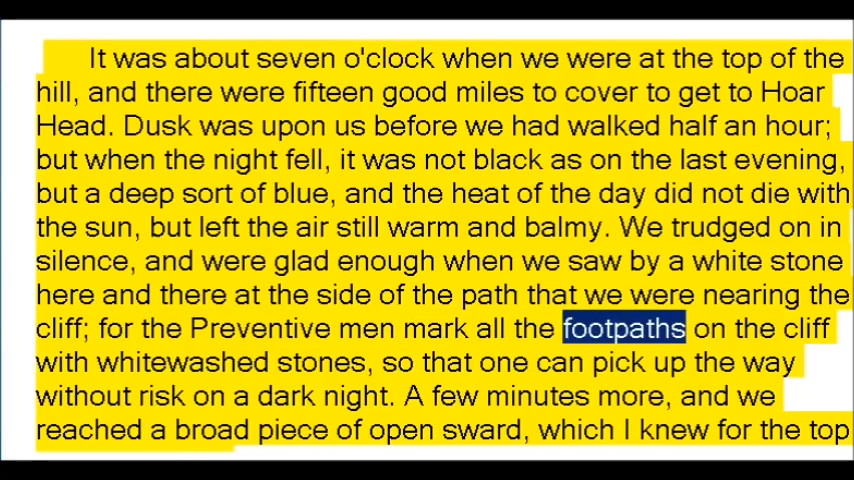 It was about seven o'clock when we were at the top of the
hill, and there were fifteen good miles to cover to get to Hoar
Head. Dusk was upon us before we had walked half an hour;
but when the night fell, it was not black as on the last evening,
but a deep sort of blue, and the heat of the day did not die with
the sun, but left the air still warm and balmy. We trudged on in
silence, and were glad enough when we saw by a white stone
here and there at the side of the path that we were nearing the
cliff; for the Preventive men mark all the footpaths on the cliff
with whitewashed stones, so that one can pick up the way
without risk on a dark night. A few minutes more, and we
reached a broad piece of open sward, which I knew for the top